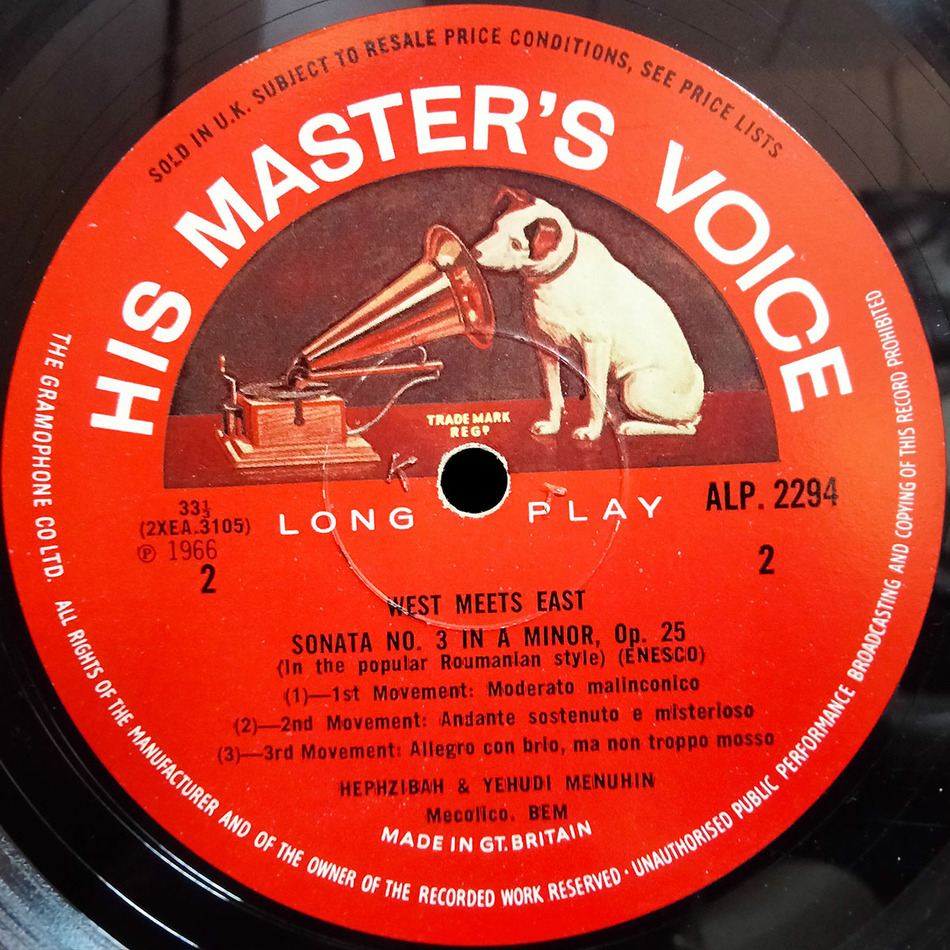 SOLD IN U.K. SUBJECT TO RESALE PRICE CONDITIONS, SEE PRICE LISTS
HIS MASTER'S VOICE
TRADE MARK
REGD
K T
LONG PLAY
33⅓
(2XEA.3105)
℗ 1966
2
ALP. 2294
2
WEST MEETS EAST
SONATA NO. 3 IN A MINOR, Op. 25
(In the popular Roumanian style) (ENESCO)
(1)—1st Movement: Moderato malinconico
(2)—2nd Movement: Andante sostenuto e misterioso
(3)—3rd Movement: Allegro con brio, ma non troppo mosso
HEPHZIBAH & YEHUDI MENUHIN
Mecolico. BEM
MADE IN GT. BRITAIN
THE GRAMOPHONE CO LTD. ALL RIGHTS OF THE MANUFACTURER AND OF THE OWNER OF THE RECORDED WORK RESERVED · UNAUTHORISED PUBLIC PERFORMANCE BROADCASTING AND COPYING OF THIS RECORD PROHIBITED